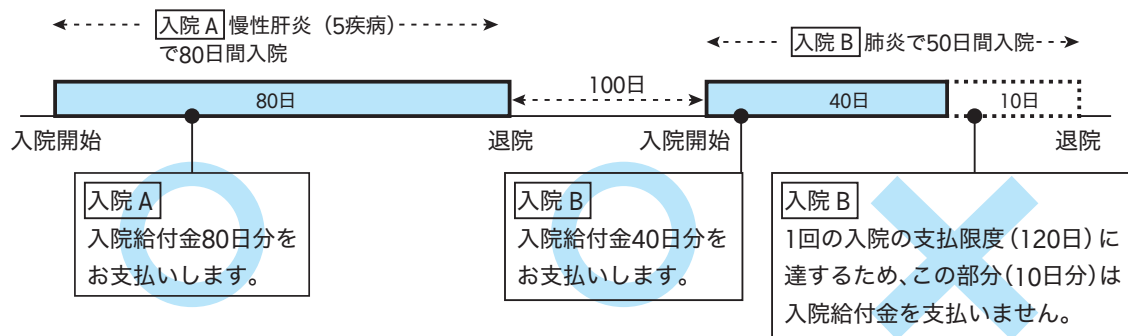 入院 A 慢性肝炎（5疾病）
で80日間入院
入院 B 肺炎で50日間入院
80日
100日
40日
10日
入院開始
退院
入院開始
退院
入院 A
入院給付金80日分を
お支払いします。
入院 B
入院給付金40日分を
お支払いします。
入院 B
1回の入院の支払限度（120日）に
達するため、この部分（10日分）は
入院給付金を支払いません。